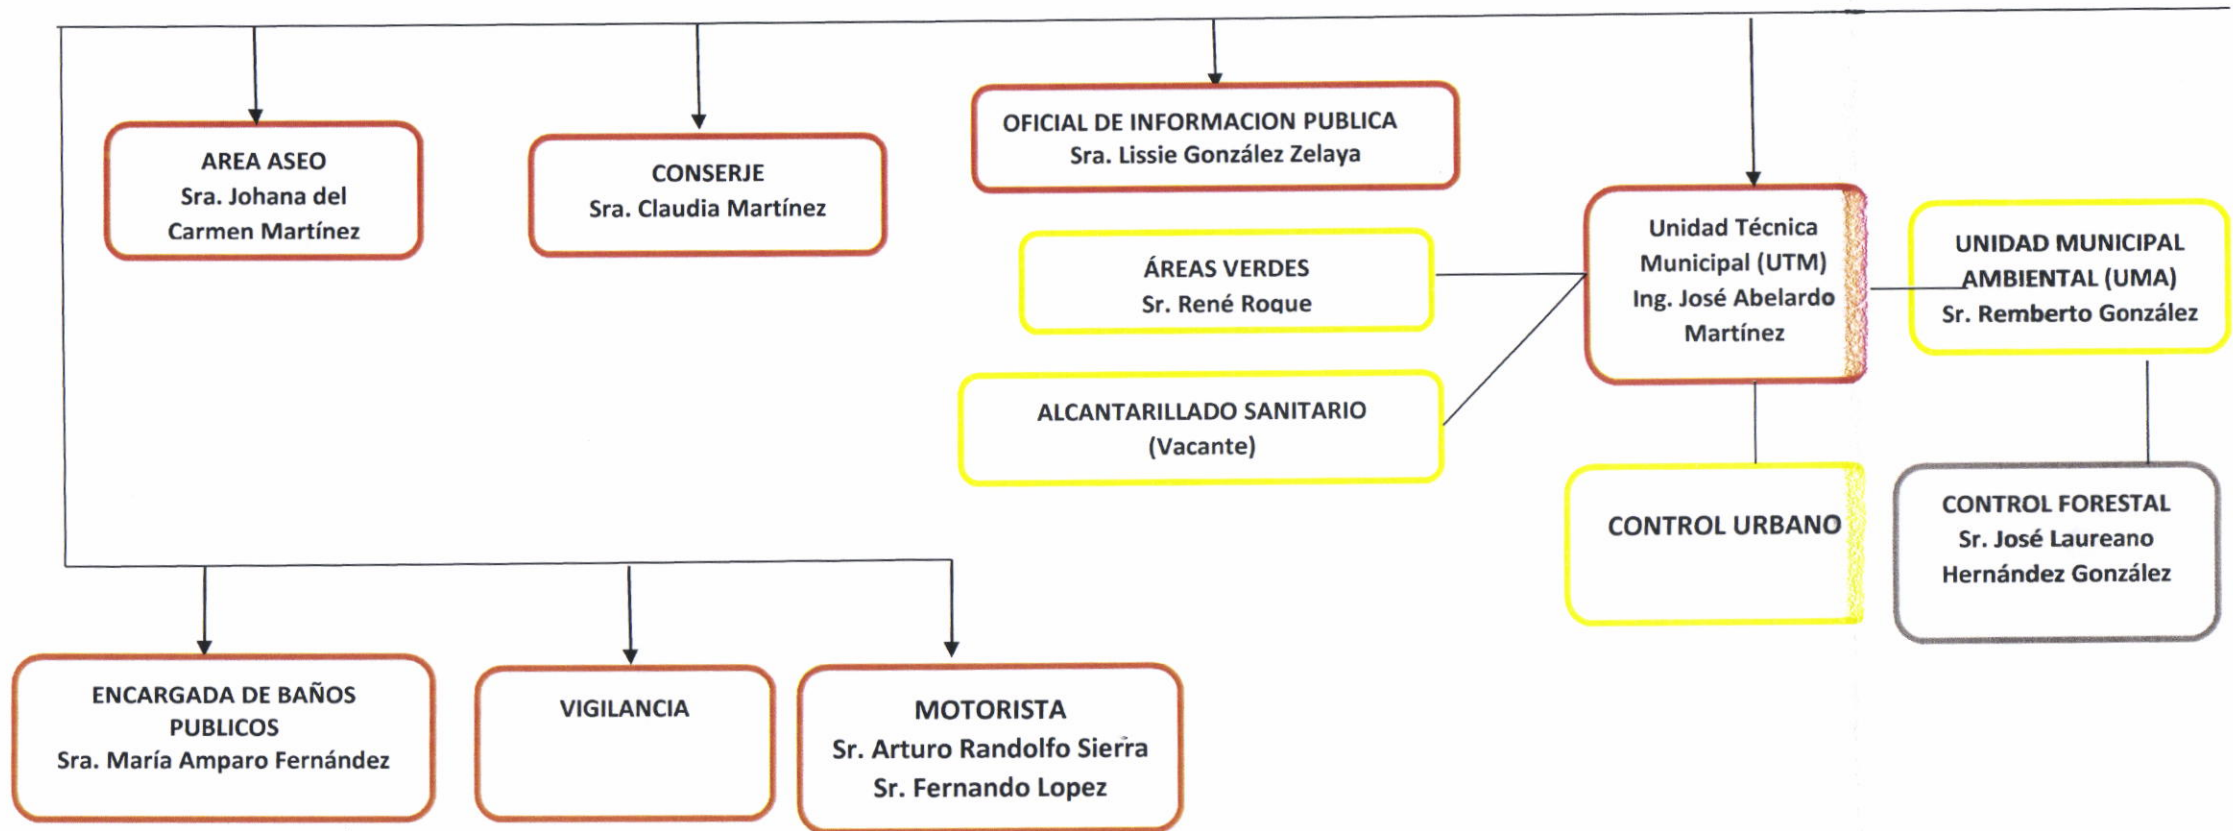 AREA ASEO
Sra. Johana del
Carmen Martínez
CONSERJE
Sra. Claudia Martínez
OFICIAL DE INFORMACION PUBLICA
Sra. Lissie González Zelaya
ÁREAS VERDES
Sr. René Roque
ALCANTARILLADO SANITARIO
(Vacante)
Unidad Técnica
Municipal (UTM)
Ing. José Abelardo
Martínez
UNIDAD MUNICIPAL
AMBIENTAL (UMA)
Sr. Remberto González
CONTROL URBANO
CONTROL FORESTAL
Sr. José Laureano
Hernández González
ENCARGADA DE BAÑOS
PUBLICOS
Sra. María Amparo Fernández
VIGILANCIA
MOTORISTA
Sr. Arturo Randolfo Sierra
Sr. Fernando Lopez